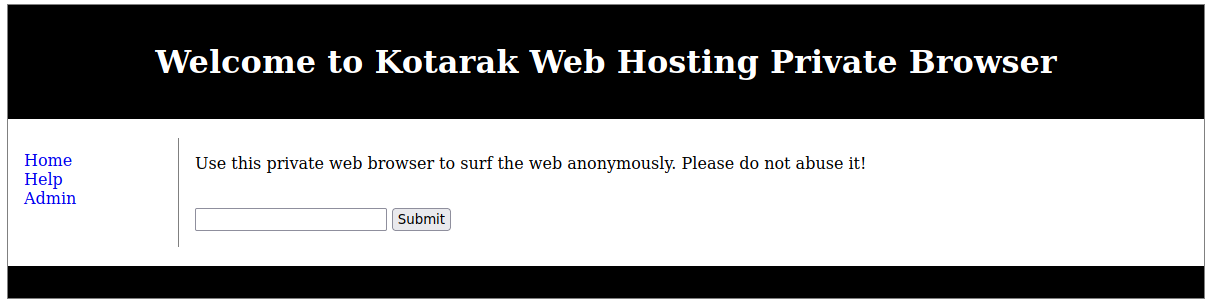 Welcome to Kotarak Web Hosting Private Browser
Home
Help
Admin
Use this private web browser to surf the web anonymously. Please do not abuse it!
Submit